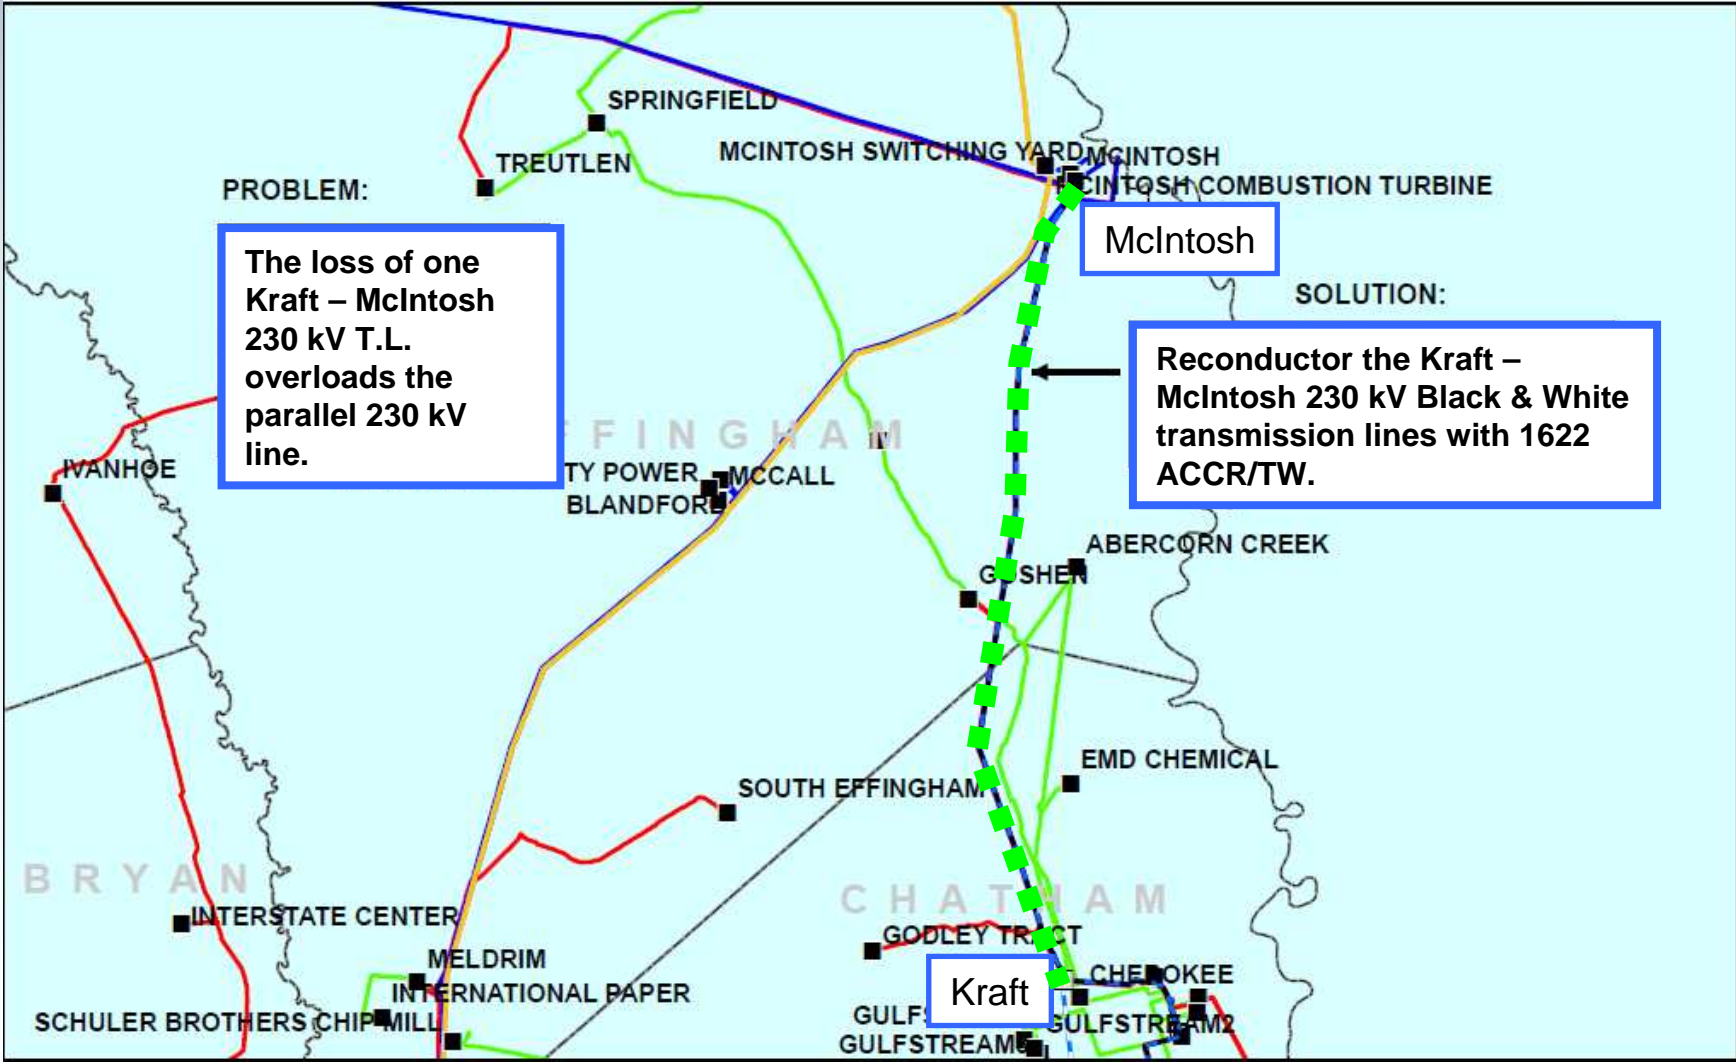 SPRINGFIELD
MCINTOSH SWITCHING YARD
MCINTOSH
TREUTLEN
CINTOSH COMBUSTION TURBINE
PROBLEM:
McIntosh
The loss of one
Kraft – McIntosh
230 kV T.L.
overloads the
parallel 230 kV
line.
SOLUTION:
Reconductor the Kraft –
McIntosh 230 kV Black & White
transmission lines with 1622
ACCR/TW.
FFINGHAM
IVANHOE
TY POWER
MCCALL
BLANDFORD
ABERCORN CREEK
GOSHEN
EMD CHEMICAL
SOUTH EFFINGHAM
BRYAN
CHATHAM
INTERSTATE CENTER
GODLEY TRACT
MELDRIM
CHEROKEE
INTERNATIONAL PAPER
Kraft
SCHULER BROTHERS CHIP MILL
GULFS
GULFSTREAM2
GULFSTREAM